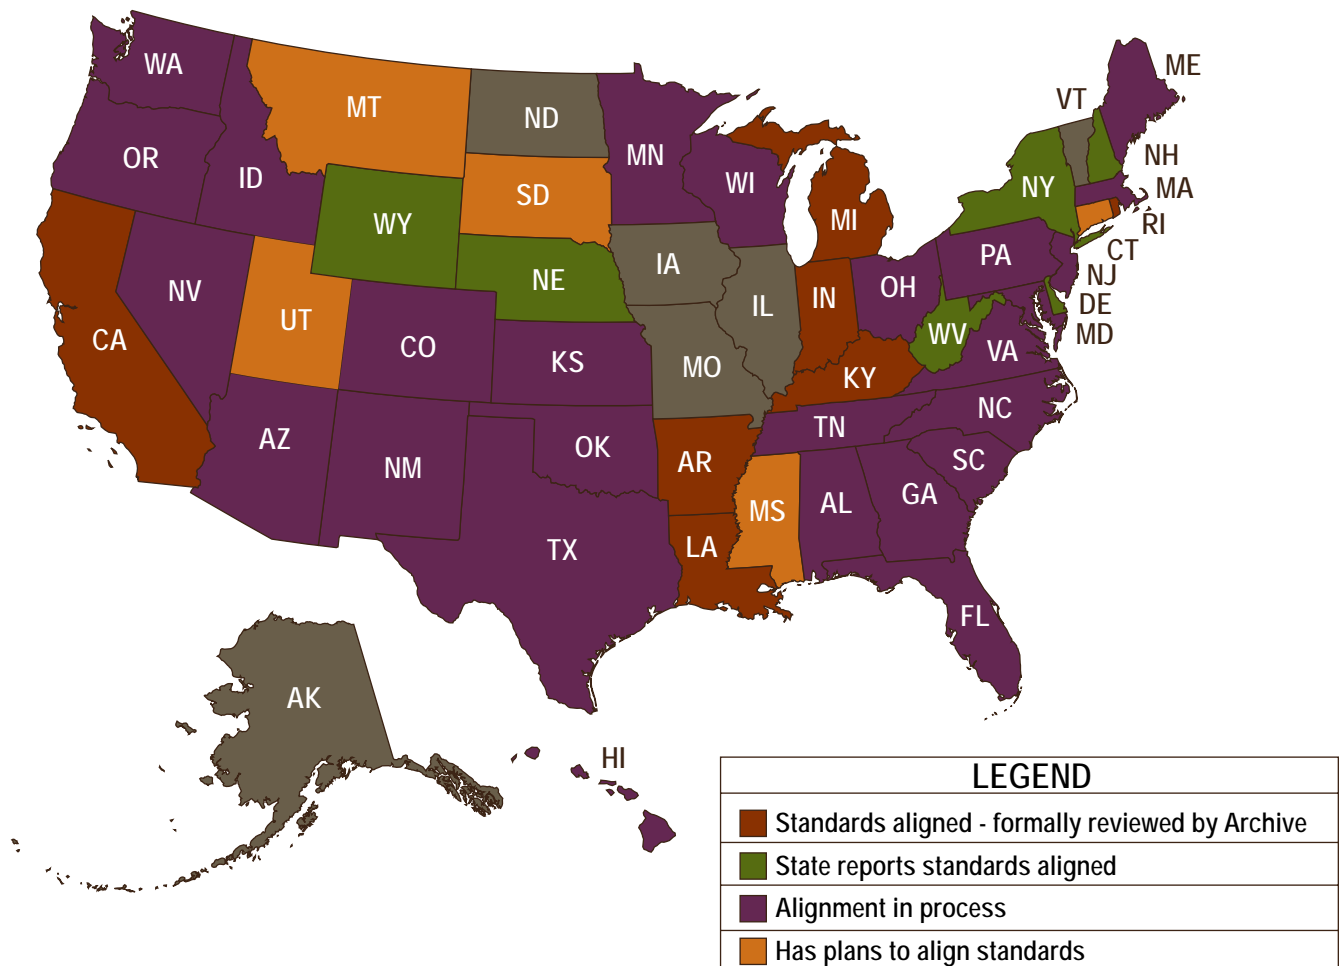 WA
MT
ND
MN
OR
ID
SD
WI
MI
WY
NY
VT
ME
NH
MA
RI
CT
NJ
DE
MD
PA
NV
UT
CO
NE
IA
IL
IN
OH
WV
VA
CA
KS
MO
KY
AZ
NM
OK
AR
TN
NC
SC
TX
LA
MS
AL
GA
FL
AK
HI
LEGEND
Standards aligned - formally reviewed by Archive
State reports standards aligned
Alignment in process
Has plans to align standards